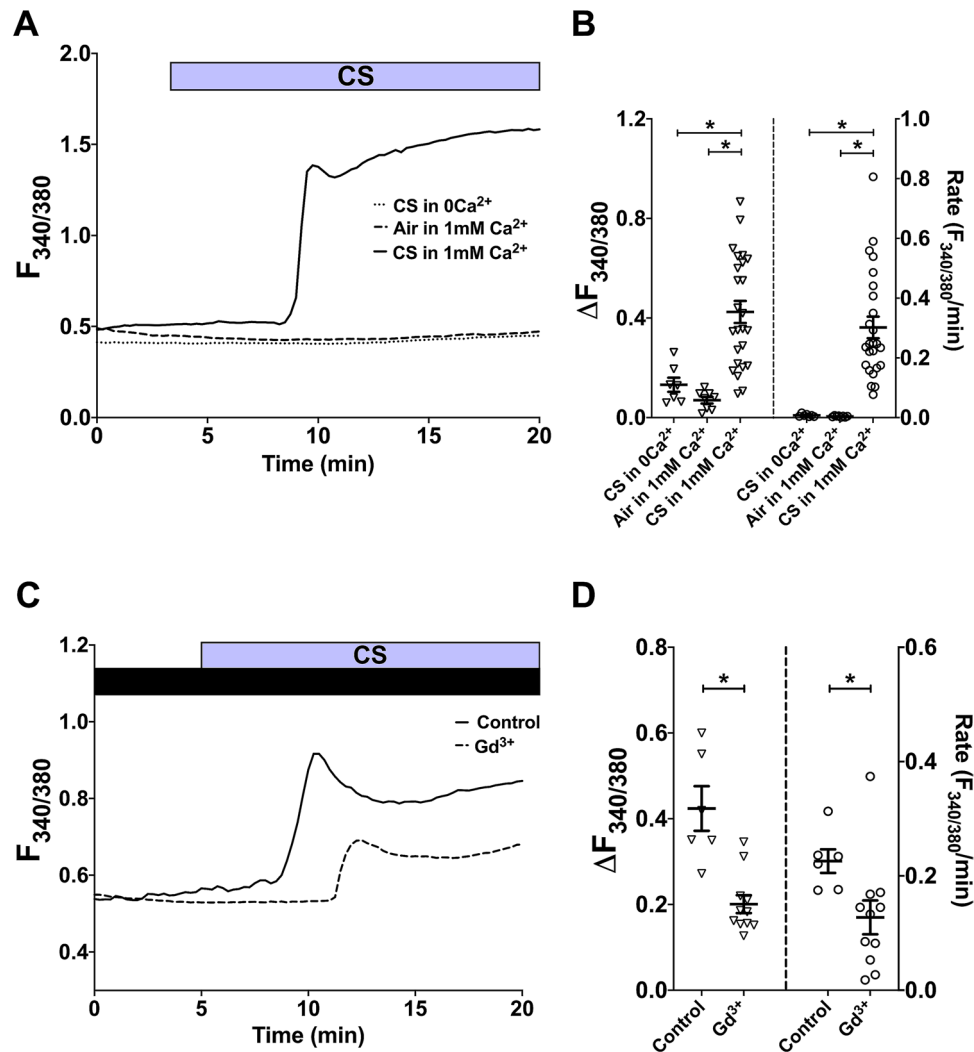 A
2.0
1.5
1.0
0.5
0.0
F340/380
CS
CS in 0Ca²⁺
Air in 1mM Ca²⁺
CS in 1mM Ca²⁺
0 5 10 15 20
Time (min)
B
1.2
0.8
0.4
0.0
ΔF340/380
* *
* *
1.0
0.8
0.6
0.4
0.2
0.0
Rate (F340/380/min)
CS in 0Ca²⁺
Air in 1mM Ca²⁺
CS in 1mM Ca²⁺
CS in 0Ca²⁺
Air in 1mM Ca²⁺
CS in 1mM Ca²⁺
C
1.2
1.0
0.8
0.6
0.4
F340/380
CS
Control
Gd³⁺
0 5 10 15 20
Time (min)
D
0.8
0.6
0.4
0.2
0.0
ΔF340/380
* *
0.6
0.4
0.2
0.0
Rate (F340/380/min)
Control
Gd³⁺
Control
Gd³⁺